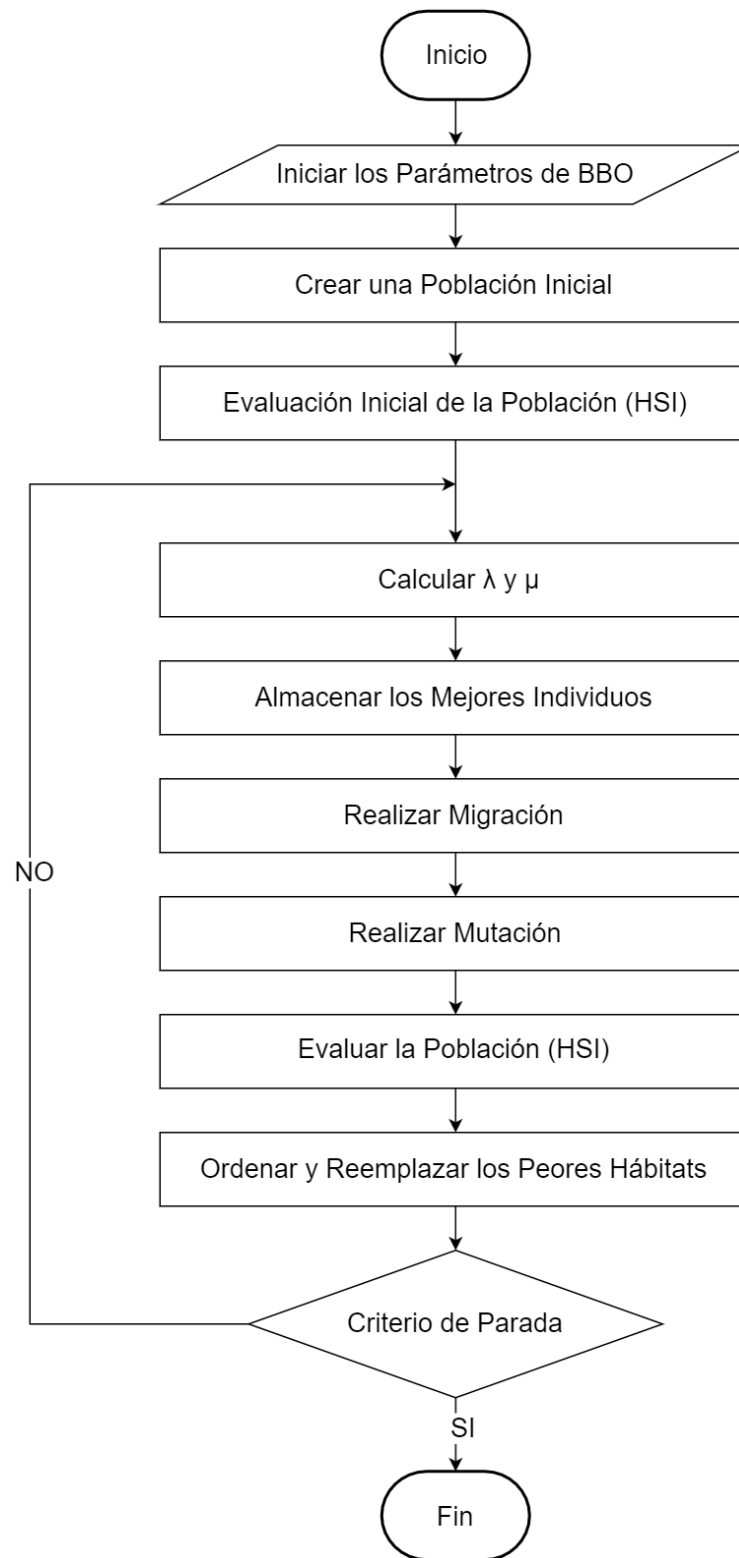 Inicio
Iniciar los Parámetros de BBO
Crear una Población Inicial
Evaluación Inicial de la Población (HSI)
Calcular λ y μ
Almacenar los Mejores Individuos
Realizar Migración
NO
Realizar Mutación
Evaluar la Población (HSI)
Ordenar y Reemplazar los Peores Hábitats
Criterio de Parada
SI
Fin